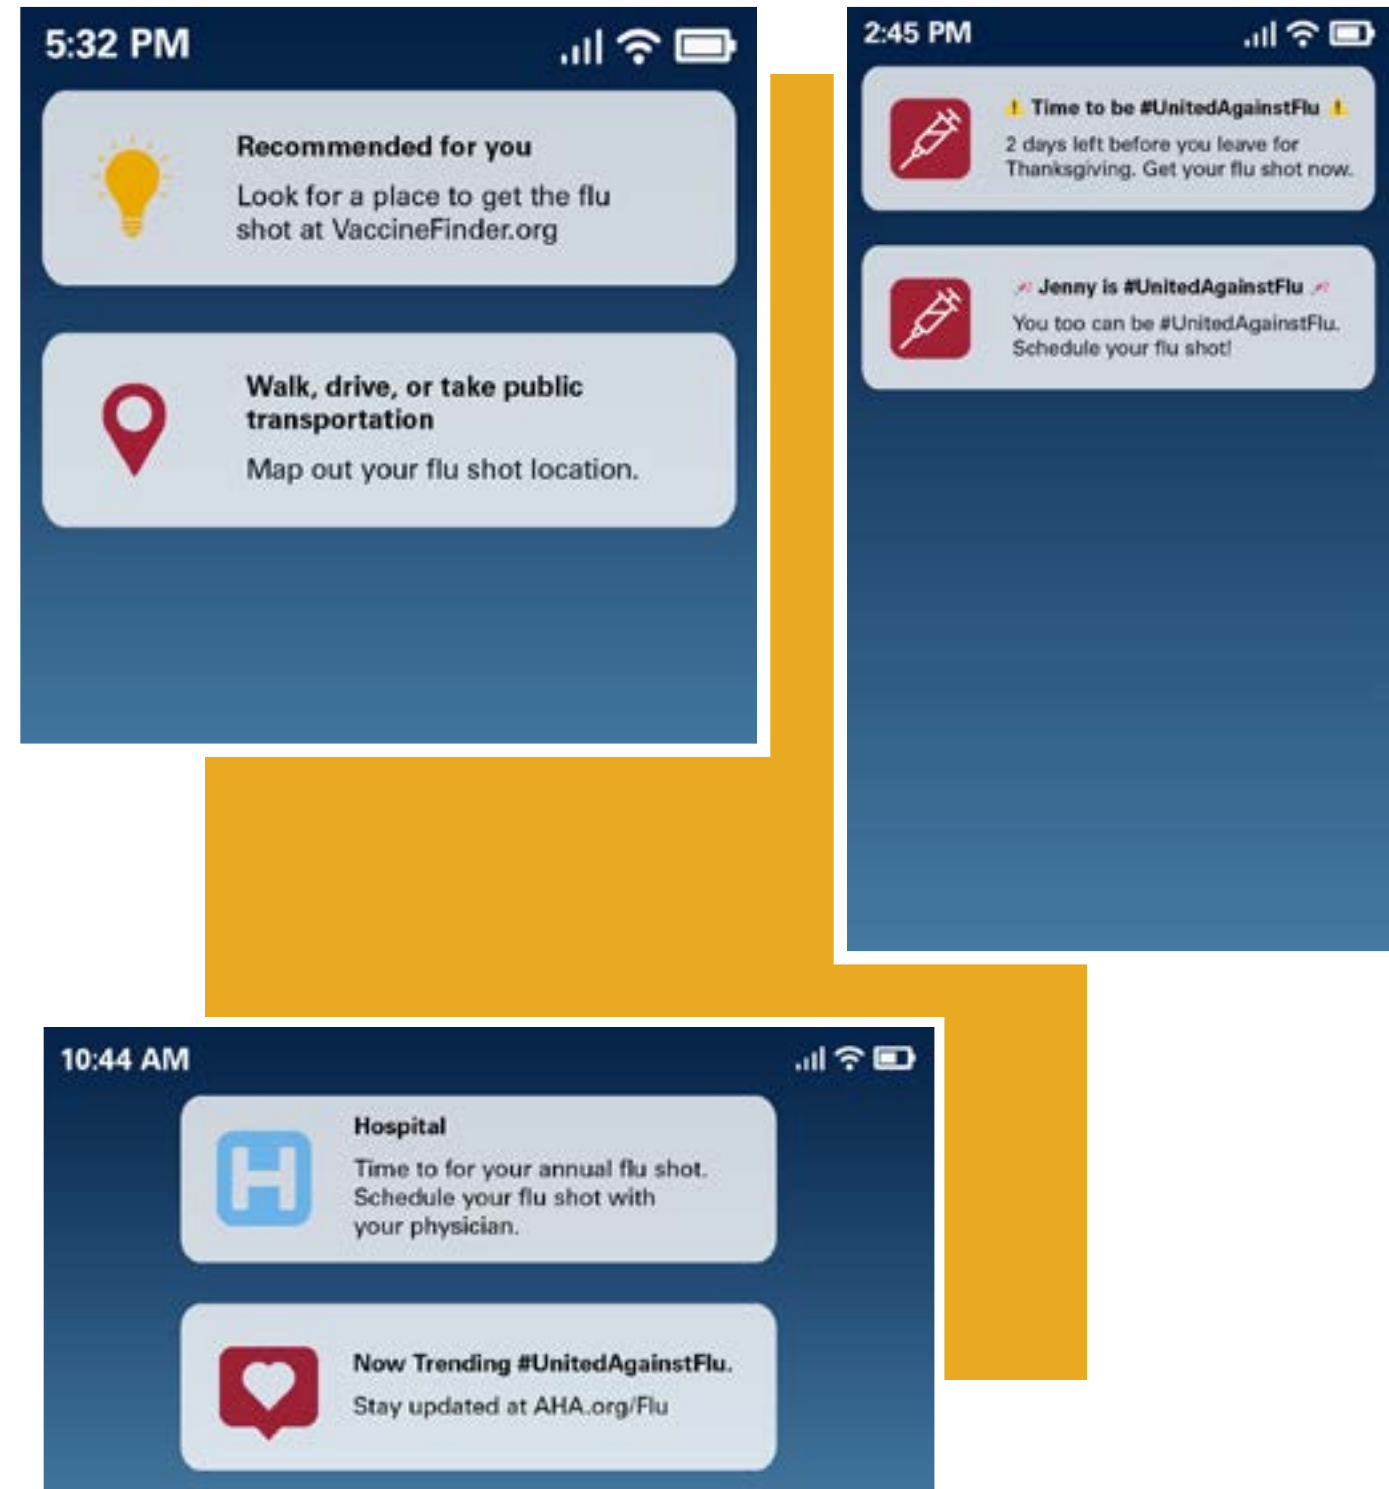 5:32 PM
Recommended for you
Look for a place to get the flu
shot at VaccineFinder.org
Walk, drive, or take public
transportation
Map out your flu shot location.
2:45 PM
Time to be #UnitedAgainstFlu
2 days left before you leave for
Thanksgiving. Get your flu shot now.
Jenny is #UnitedAgainstFlu
You too can be #UnitedAgainstFlu.
Schedule your flu shot!
10:44 AM
H
Hospital
Time to for your annual flu shot.
Schedule your flu shot with
your physician.
Now Trending #UnitedAgainstFlu.
Stay updated at AHA.org/Flu